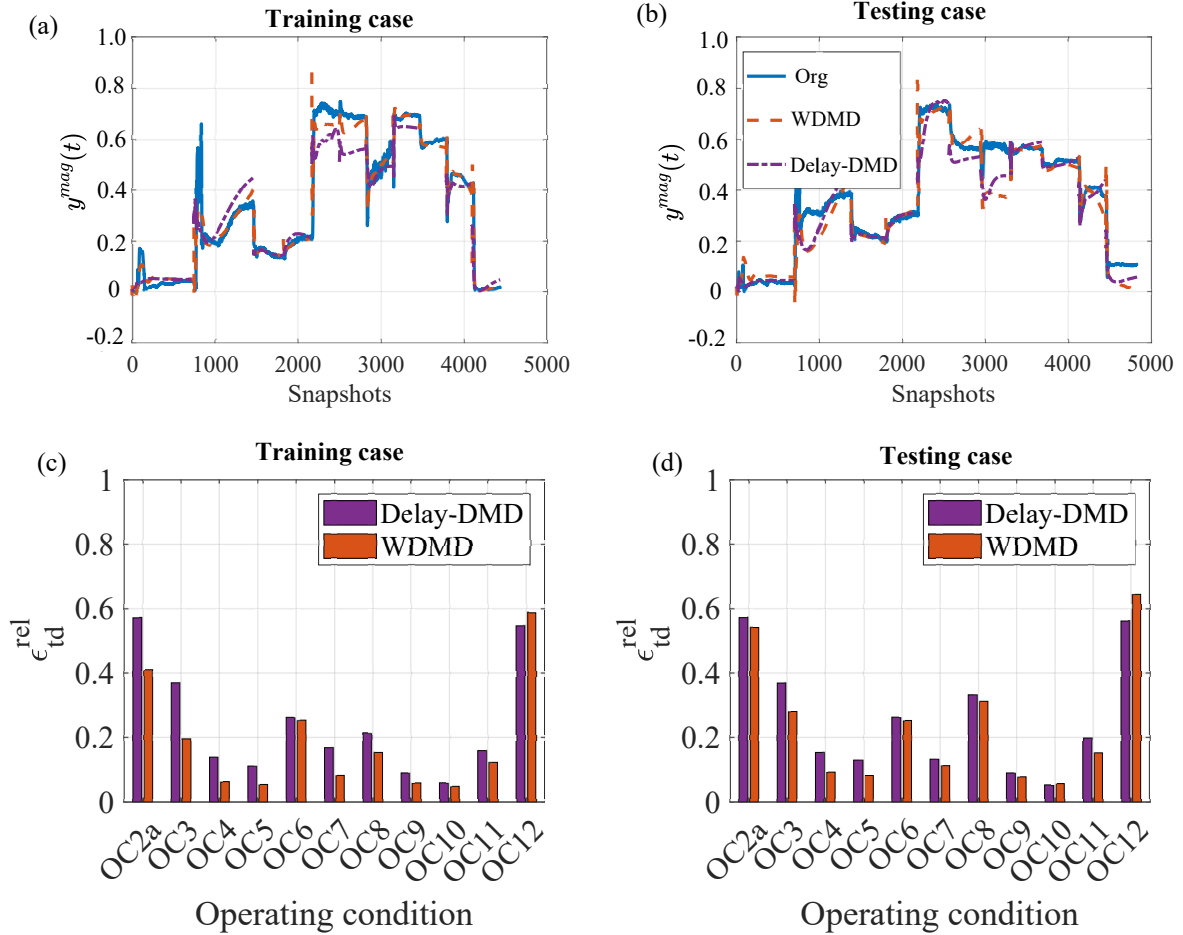 (a)
Training case
1.0
0.8
0.6
0.4
0.2
0
-0.2
y^{mag}(t)
0 1000 2000 3000 4000 5000
Snapshots
(b)
Testing case
1.0
0.8
0.6
0.4
0.2
0
-0.2
y^{mag}(t)
Org
WDMD
Delay-DMD
0 1000 2000 3000 4000 5000
Snapshots
(c)
Training case
1
0.8
0.6
0.4
0.2
0
ϵ_{td}^{rel}
Delay-DMD
WDMD
OC2a OC3 OC4 OC5 OC6 OC7 OC8 OC9 OC10 OC11 OC12
Operating condition
(d)
Testing case
1
0.8
0.6
0.4
0.2
0
ϵ_{td}^{rel}
Delay-DMD
WDMD
OC2a OC3 OC4 OC5 OC6 OC7 OC8 OC9 OC10 OC11 OC12
Operating condition